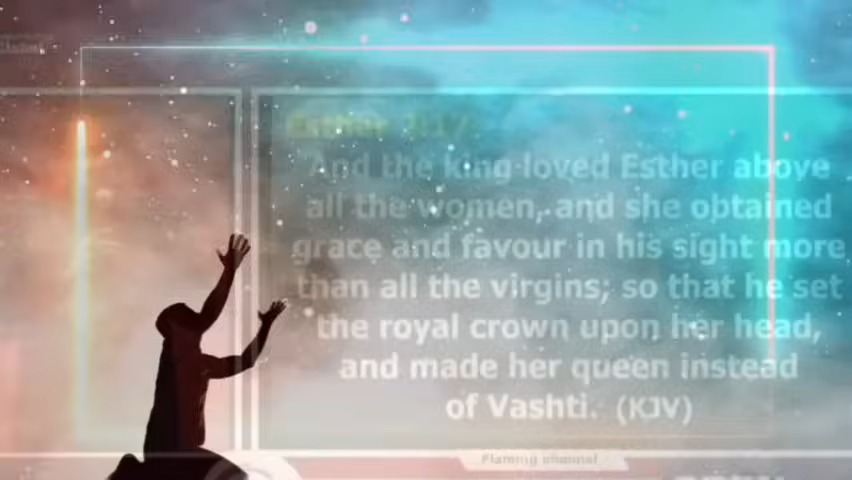 Esther 2:17
And the king loved Esther above
all the women, and she obtained
grace and favour in his sight more
than all the virgins; so that he set
the royal crown upon her head,
and made her queen instead
of Vashti. (KJV)
Flaming channel